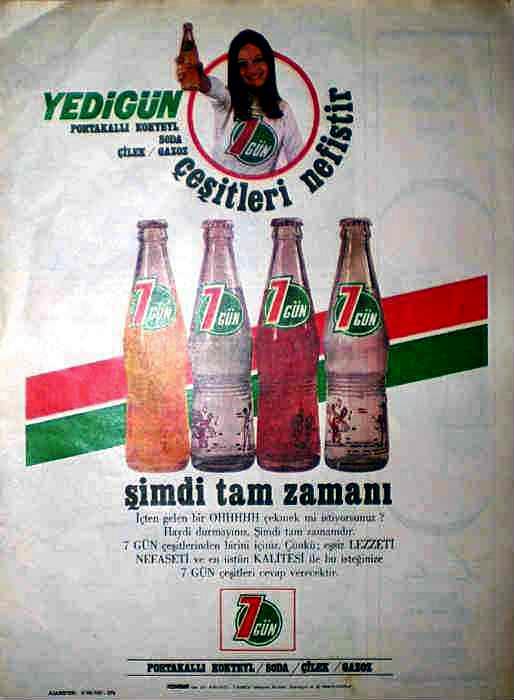 YEDİGÜN
PORTAKALLI KOKTEYL
SODA
ÇİLEK / GAZOZ
7 GÜN
çeşitleri nefistir
7 GÜN
7 GÜN
7 GÜN
7 GÜN
şimdi tam zamanı
İçten gelen bir OHHHHH çekmek mi istiyorsunuz?
Haydi durmayınız. Şimdi tam zamanıdır.
7 GÜN çeşitlerinden birini içiniz. Çünkü; eşsiz LEZZETİ
NEFASETİ ve en üstün KALİTESİ ile bu isteğinize
7 GÜN çeşitleri cevap verecektir.
7 GÜN
PORTAKALLI KOKTEYL / SODA / ÇİLEK / GAZOZ